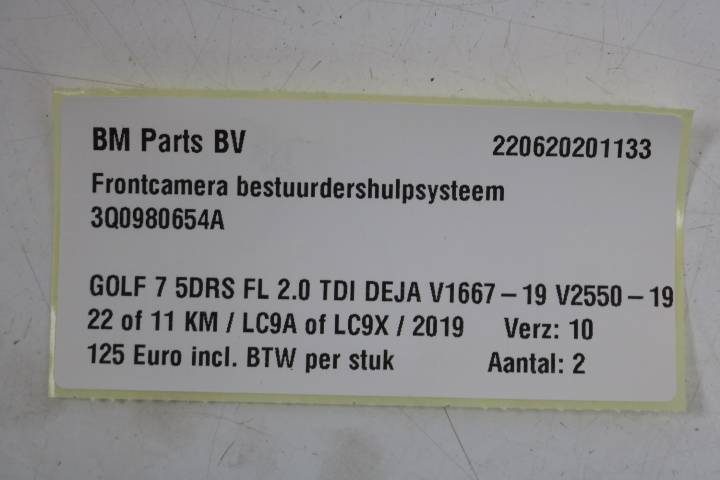 BM Parts BV 220620201133
Frontcamera bestuurdershulpsysteem
3Q0980654A
GOLF 7 5DRS FL 2.0 TDI DEJA V1667 – 19 V2550 – 19
22 of 11 KM / LC9A of LC9X / 2019 Verz: 10
125 Euro incl. BTW per stuk Aantal: 2